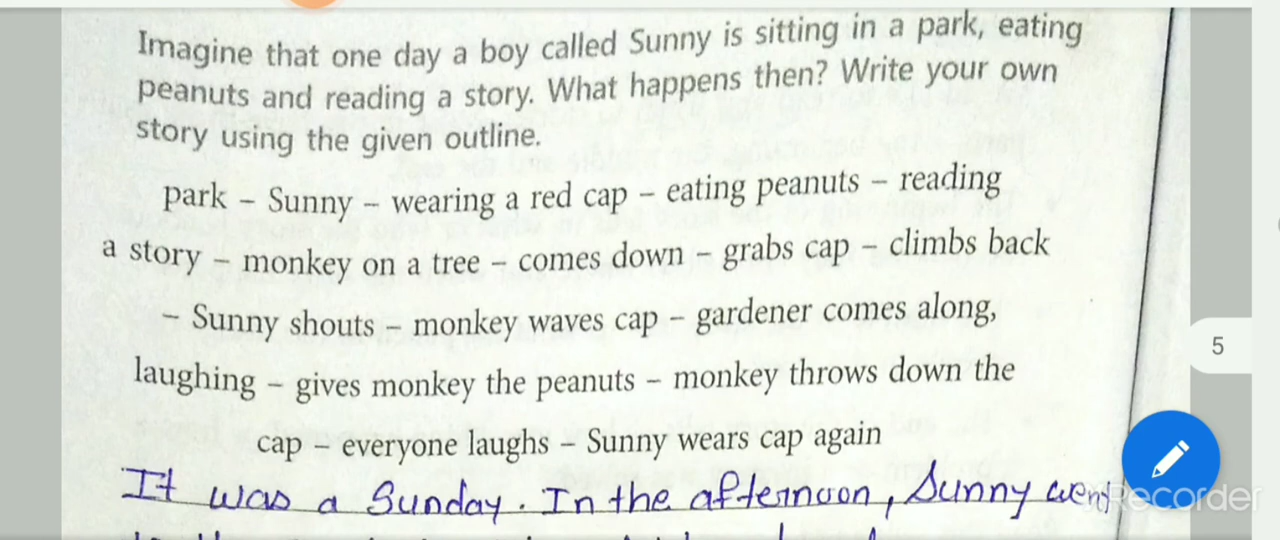 Imagine that one day a boy called Sunny is sitting in a park, eating
peanuts and reading a story. What happens then? Write your own
story using the given outline.
park – Sunny – wearing a red cap – eating peanuts – reading
a story – monkey on a tree – comes down – grabs cap – climbs back
– Sunny shouts – monkey waves cap – gardener comes along,
laughing – gives monkey the peanuts – monkey throws down the
cap – everyone laughs – Sunny wears cap again
It was a Sunday. In the afternoon, Sunny went
Recorder
5